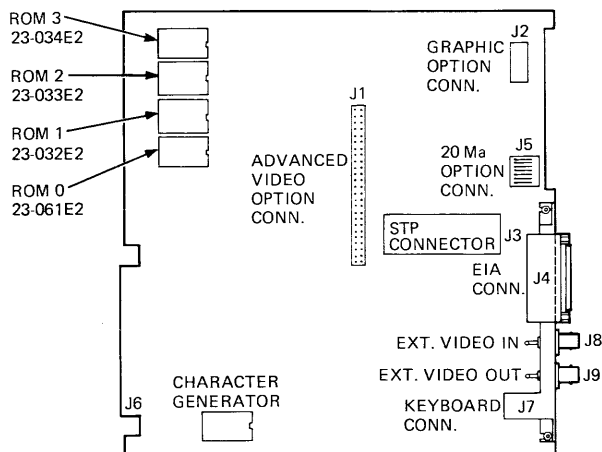 ROM 3
23-034E2
ROM 2
23-033E2
ROM 1
23-032E2
ROM 0
23-061E2
J1
ADVANCED
VIDEO
OPTION
CONN.
J2
GRAPHIC
OPTION
CONN.
J5
20 Ma
OPTION
CONN.
STP
CONNECTOR
J3
EIA
CONN.
J4
EXT. VIDEO IN
J8
EXT. VIDEO OUT
J9
KEYBOARD
CONN.
J7
J6
CHARACTER
GENERATOR